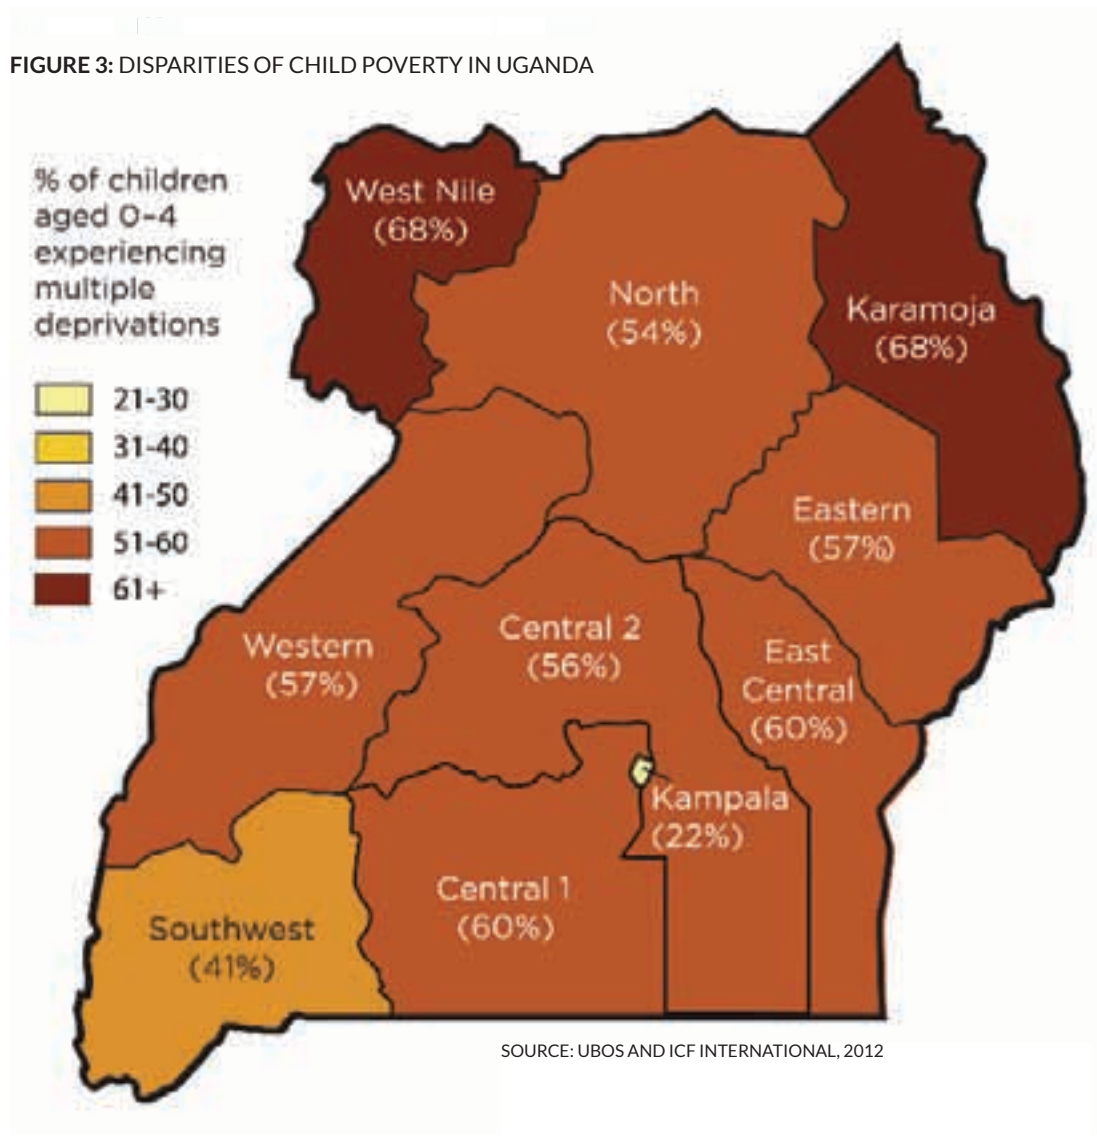 FIGURE 3: DISPARITIES OF CHILD POVERTY IN UGANDA
% of children
aged 0-4
experiencing
multiple
deprivations
21-30
31-40
41-50
51-60
61+
West Nile
(68%)
North
(54%)
Karamoja
(68%)
Eastern
(57%)
Western
(57%)
Central 2
(56%)
East
Central
(60%)
Kampala
(22%)
Central 1
(60%)
Southwest
(41%)
SOURCE: UBOS AND ICF INTERNATIONAL, 2012